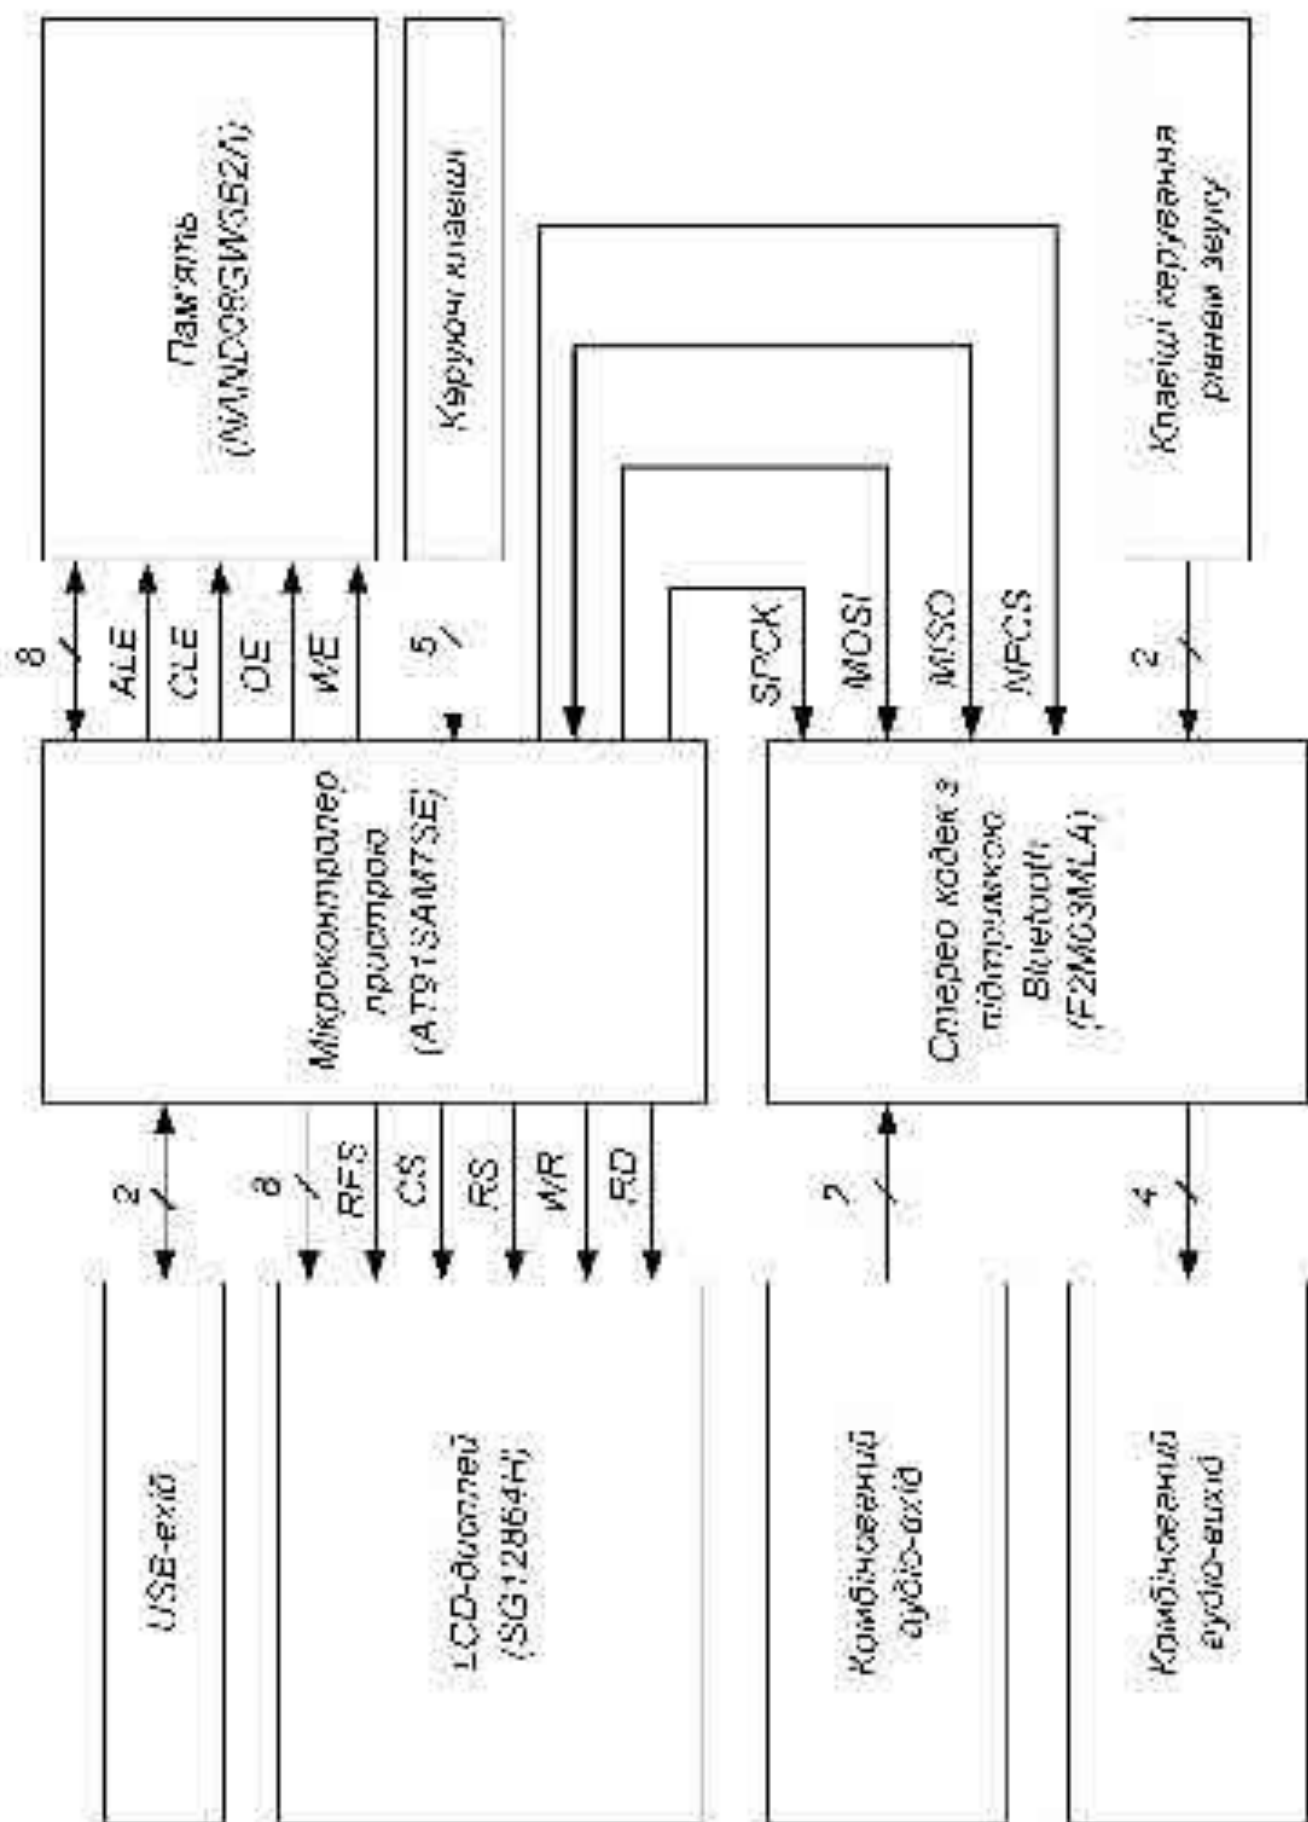 USB-вхід
2
Мікроконтралер
пристрою
(AT91SAM7SE)
8
ALE
CLE
OE
WE
Пам'ять
(NAND08GW3B2A)
5
Керуючі клавіші
LCD-дисплей
(SG12864H)
8
RES
CS
RS
WR
RD
SPCK
MOSI
MISO
NPCS
Комбінований
аудіо-вхід
2
Стерео кодек з
підтримкою
Bluetooth
(F2M03MLA)
2
Клавіші керування
рівнем звуку
Комбінований
аудіо-вихід
4